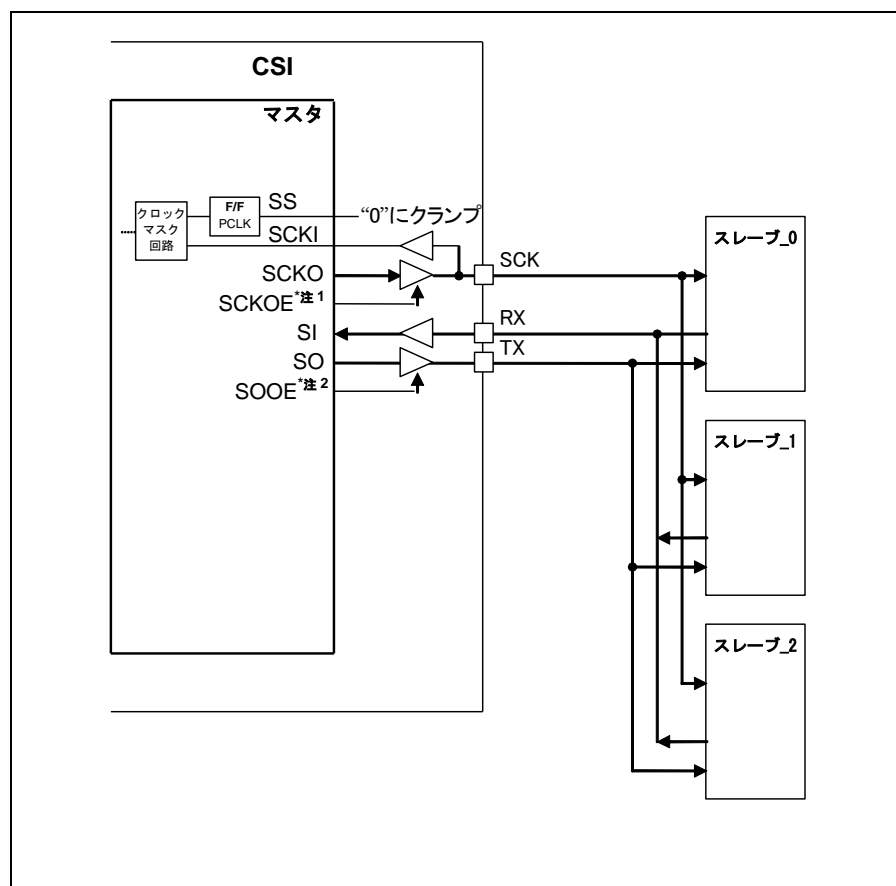 CSI
マスタ
クロック
マスク
回路
F/F
PCLK
SS
"0"にクランプ
SCKI
SCKO
SCKOE*注1
SI
SO
SOOE*注2
SCK
RX
TX
スレーブ_0
スレーブ_1
スレーブ_2